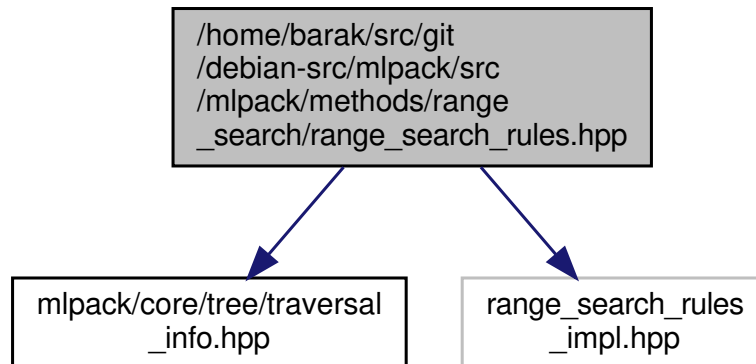 /home/barak/src/git
/debian-src/mlpack/src
/mlpack/methods/range
_search/range_search_rules.hpp
mlpack/core/tree/traversal
_info.hpp
range_search_rules
_impl.hpp